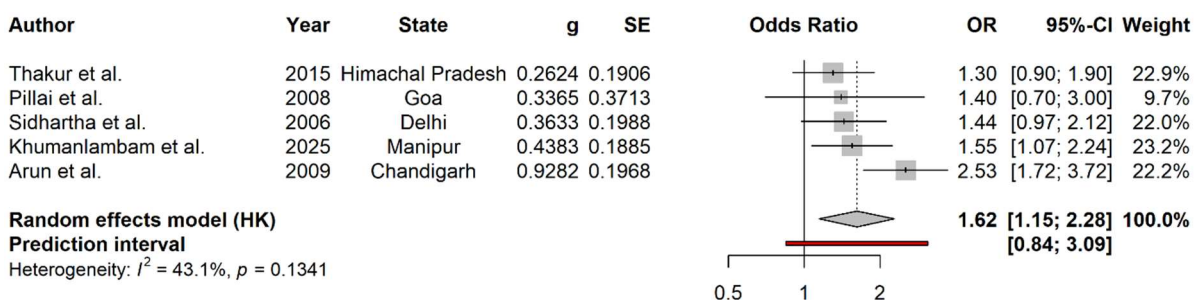 Author Year State g SE Odds Ratio OR 95%-CI Weight
Thakur et al. 2015 Himachal Pradesh 0.2624 0.1906 1.30 [0.90; 1.90] 22.9%
Pillai et al. 2008 Goa 0.3365 0.3713 1.40 [0.70; 3.00] 9.7%
Sidhartha et al. 2006 Delhi 0.3633 0.1988 1.44 [0.97; 2.12] 22.0%
Khumanlambam et al. 2025 Manipur 0.4383 0.1885 1.55 [1.07; 2.24] 23.2%
Arun et al. 2009 Chandigarh 0.9282 0.1968 2.53 [1.72; 3.72] 22.2%
Random effects model (HK) 1.62 [1.15; 2.28] 100.0%
Prediction interval [0.84; 3.09]
Heterogeneity: I² = 43.1%, p = 0.1341
0.5 1 2